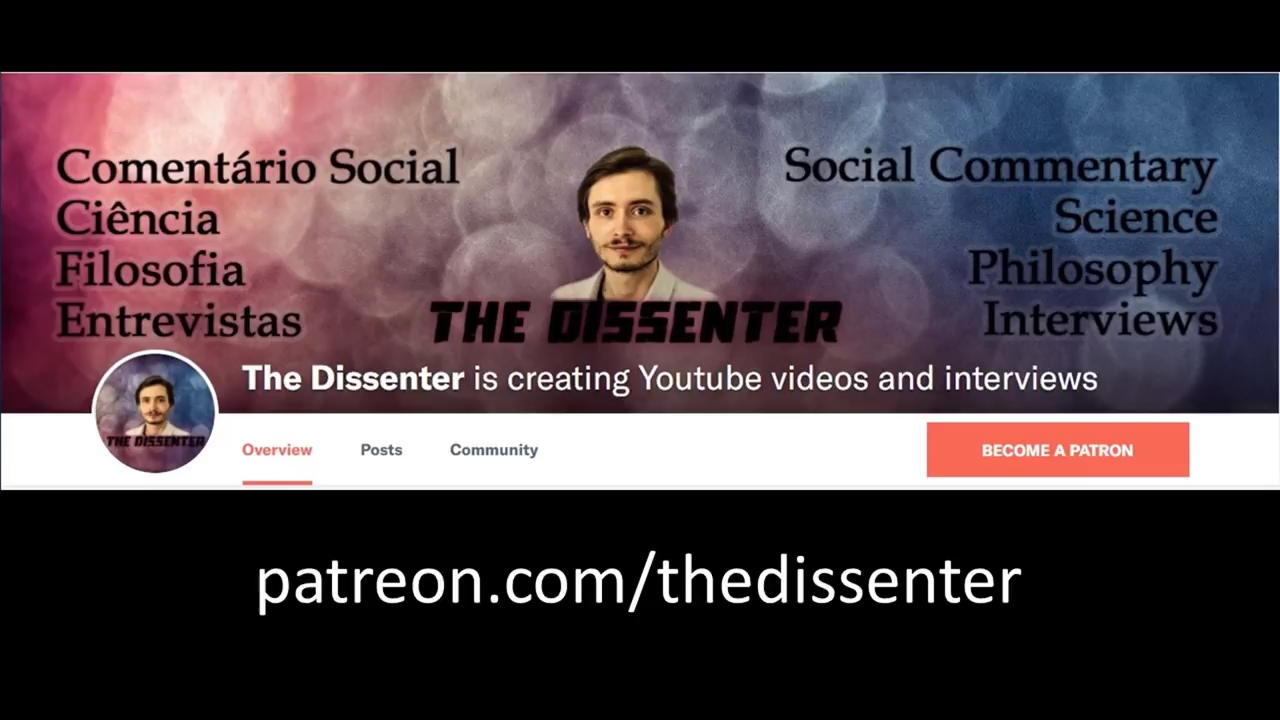 Comentário Social
Ciência
Filosofia
Entrevistas
Social Commentary
Science
Philosophy
Interviews
THE DISSENTER
The Dissenter is creating Youtube videos and interviews
THE DISSENTER
Overview
Posts
Community
BECOME A PATRON
patreon.com/thedissenter